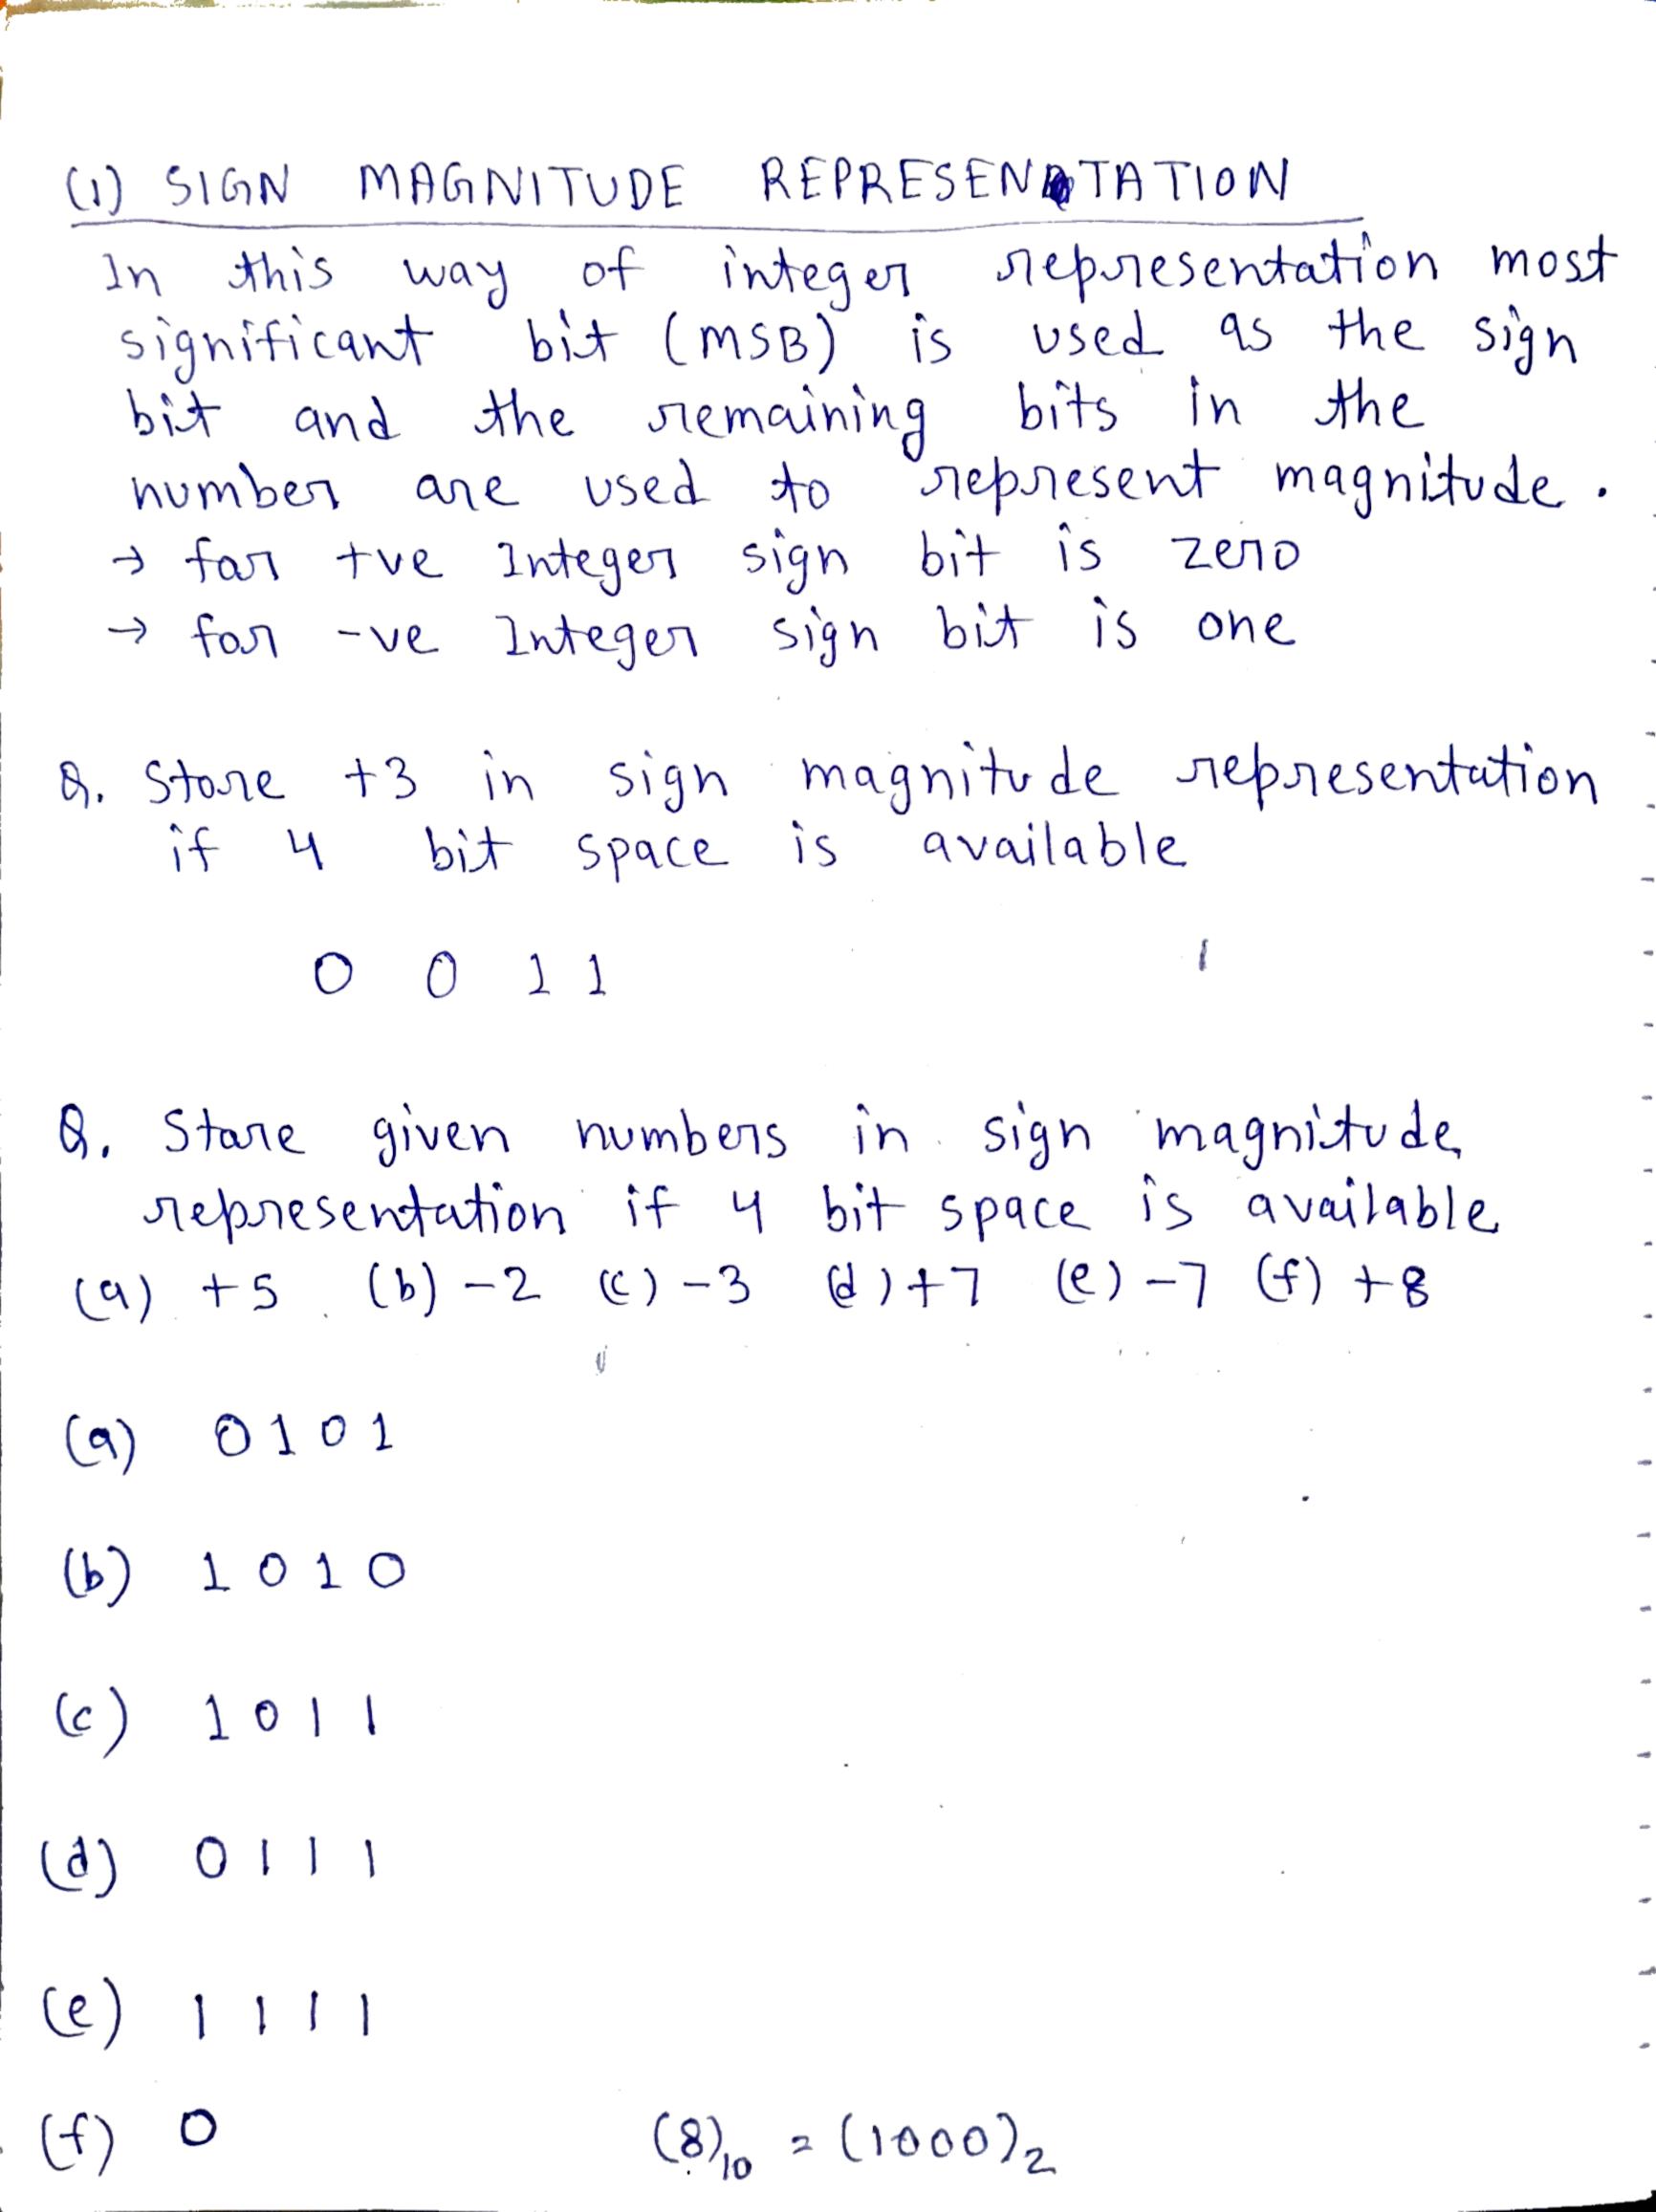 (1) SIGN MAGNITUDE REPRESENTATION
In this way of integer representation most
significant bit (MSB) is used as the sign
bit and the remaining bits in the
number are used to represent magnitude.
→ for +ve Integer sign bit is zero
→ for -ve Integer sign bit is one
Q. Store +3 in sign magnitude representation
if 4 bit space is available
0 0 1 1
Q. Store given numbers in sign magnitude
representation if 4 bit space is available
(a) +5 (b) -2 (c) -3 (d) +7 (e) -7 (f) +8
(a) 0 1 0 1
(b) 1 0 1 0
(c) 1 0 1 1
(d) 0 1 1 1
(e) 1 1 1 1
(f) 0 (8)₁₀ = (1000)₂